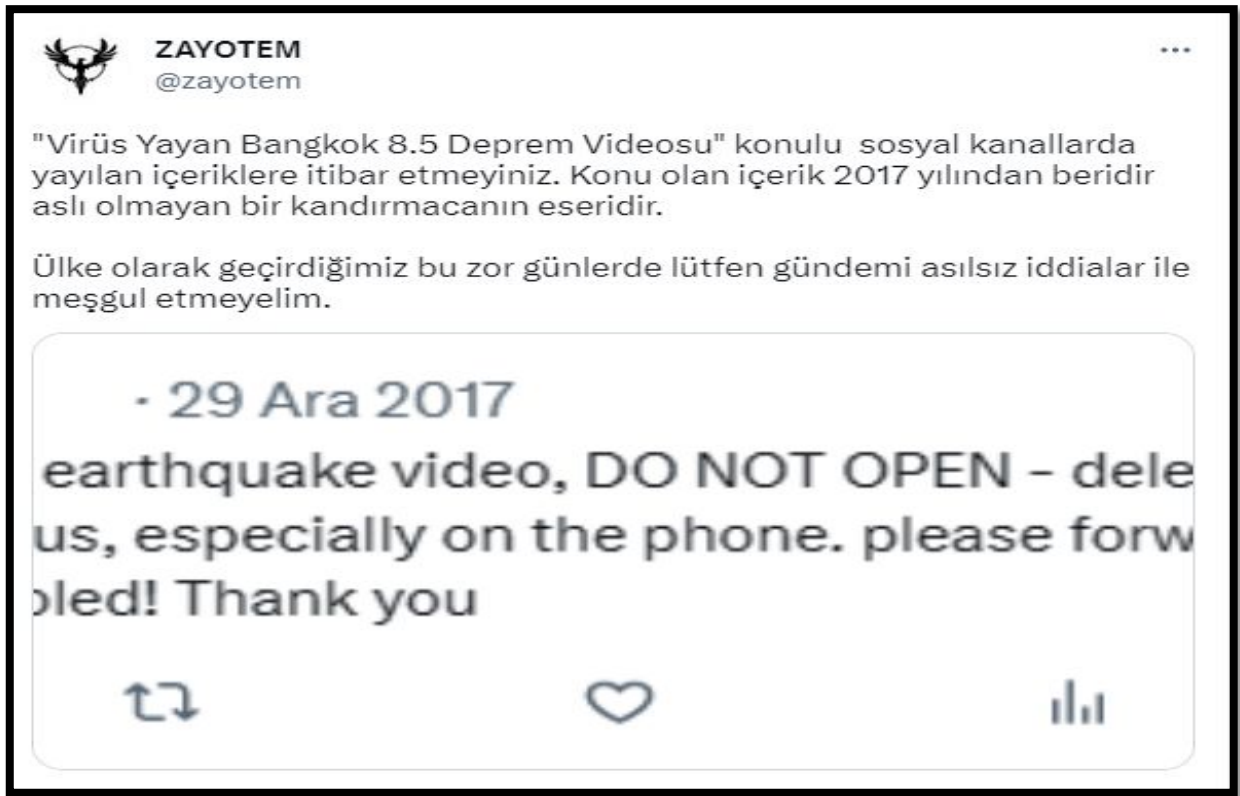 ZAYOTEM
@zayotem
"Virüs Yayan Bangkok 8.5 Deprem Videosu" konulu  sosyal kanallarda
yayılan içeriklere itibar etmeyiniz. Konu olan içerik 2017 yılından beridir
aslı olmayan bir kandırmacanın eseridir.
Ülke olarak geçirdiğimiz bu zor günlerde lütfen gündemi asılsız iddialar ile
meşgul etmeyelim.
· 29 Ara 2017
earthquake video, DO NOT OPEN - dele
us, especially on the phone. please forw
oled! Thank you